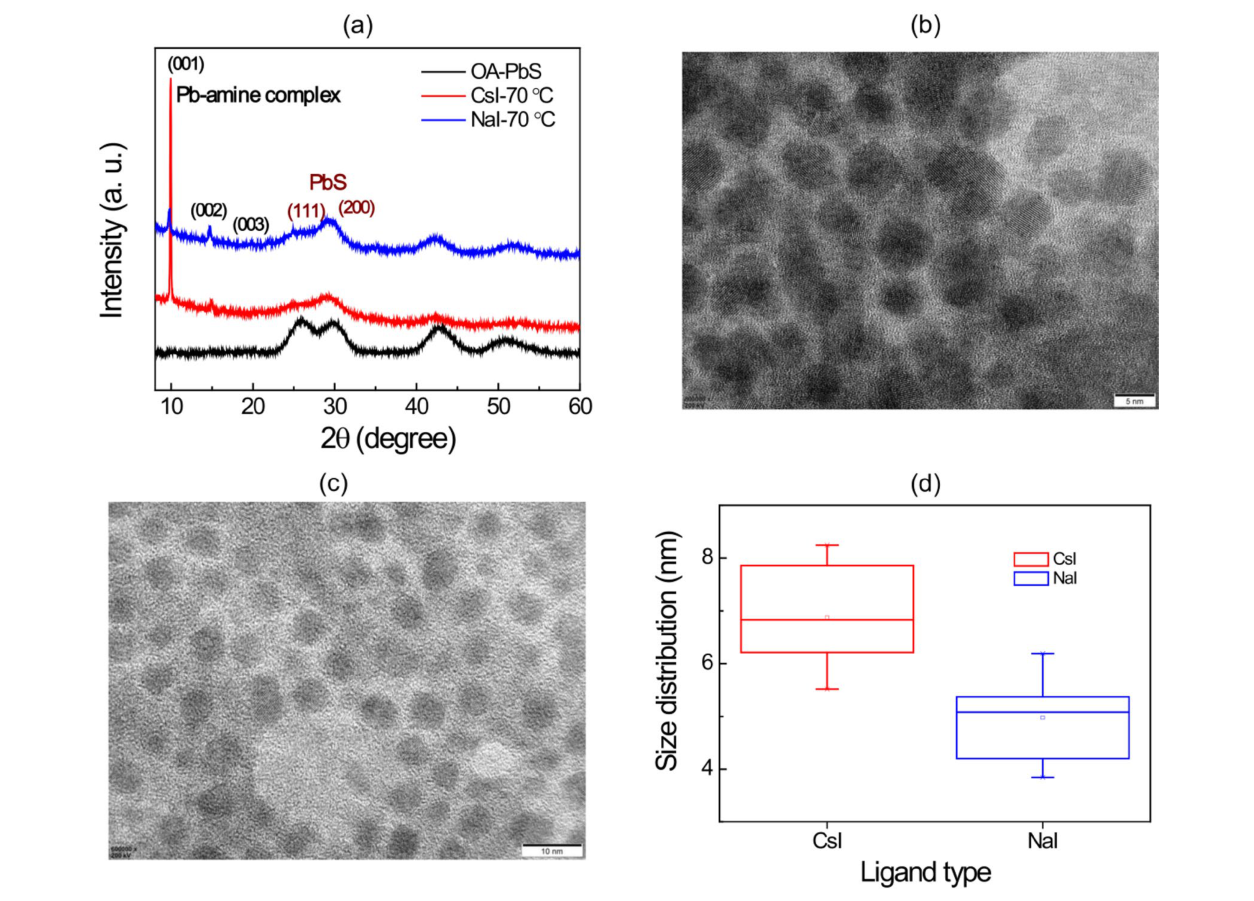 (a)
(001)
Pb-amine complex
OA-PbS
CsI-70 °C
NaI-70 °C
PbS
(002)
(003)
(111)
(200)
Intensity (a. u.)
10 20 30 40 50 60
2θ (degree)
(b)
5 nm
(c)
10 nm
(d)
8
6
4
Size distribution (nm)
CsI
NaI
CsI NaI
Ligand type